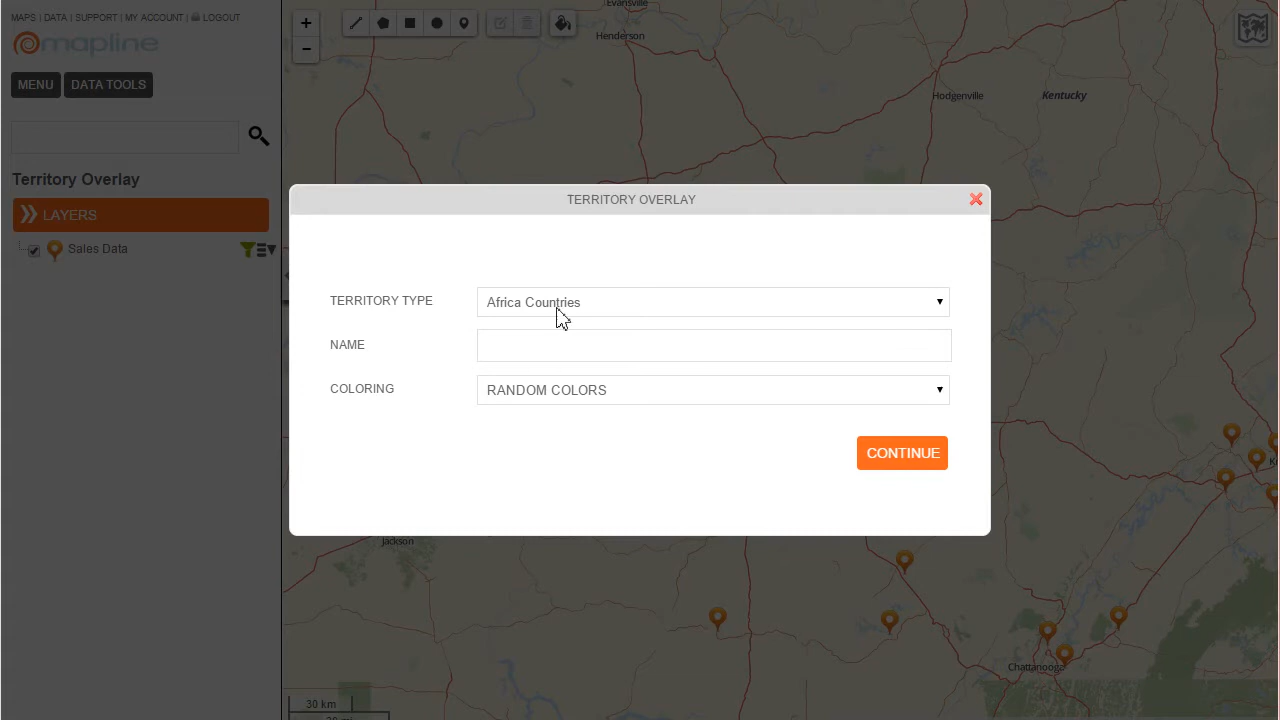 MAPS | DATA | SUPPORT | MY ACCOUNT | LOGOUT
mapline
MENU
DATA TOOLS
Territory Overlay
LAYERS
Sales Data
+
−
Evansville
Henderson
Hodgenville
Kentucky
TERRITORY OVERLAY
TERRITORY TYPE
Africa Countries
NAME
COLORING
RANDOM COLORS
CONTINUE
Jackson
Chattanooga
30 km